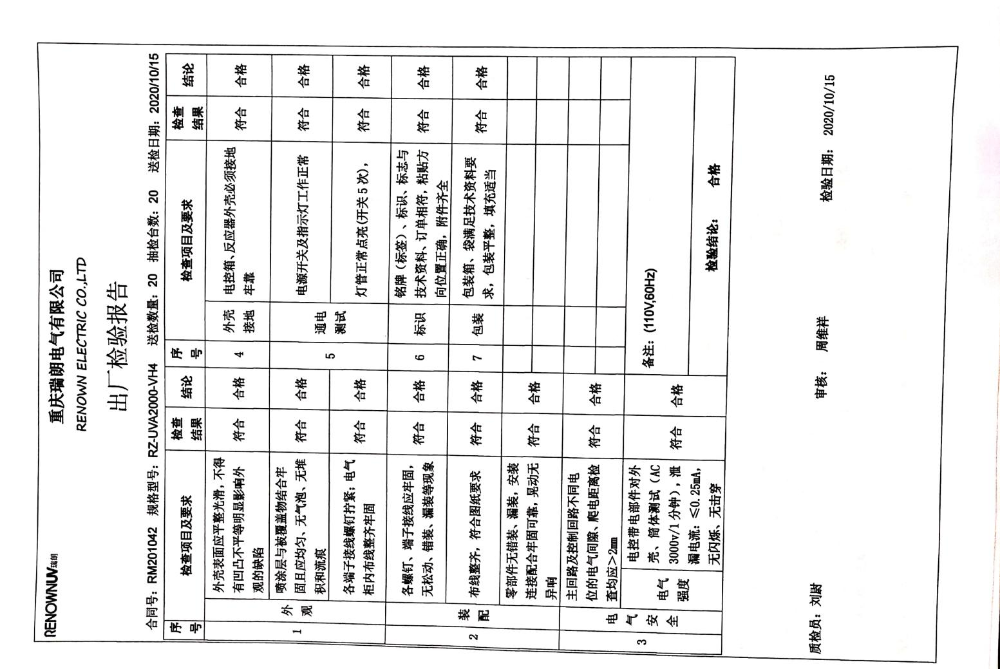 RENOWNUV瑞朗
重庆瑞朗电气有限公司
RENOWN ELECTRIC CO.,LTD
出厂检验报告
合同号：RM201042 规格型号：RZ-UVA2000-VH4 送检数量：20 抽检台数：20 送检日期：2020/10/15
序号 检查项目及要求 检查结果 结论 序号 检查项目及要求 检查结果 结论
1
外观
外壳表面应平整光滑，不得
有凹凸不平等明显影响外
观的缺陷
符合 合格
喷涂层与被覆盖物结合牢
固且应均匀、无气泡、无堆
积和流痕
符合 合格
各端子接线螺钉拧紧；电气
柜内布线整齐牢固
符合 合格
2
装配
各螺钉、端子接线应牢固，
无松动、错装、漏装等现象
符合 合格
布线整齐，符合图纸要求
符合 合格
零部件无错装、漏装，安装
连接配合牢固可靠，晃动无
异响
符合 合格
3
电气安全
主回路及控制回路不同电
位的电气间隙、爬电距离检
查均应>2mm
符合 合格
电气
强度
电控带电部件对外
壳、筒体测试（AC
3000v/1分钟），泄
漏电流：≤0.25mA，
无闪烁、无击穿
符合 合格
4
外壳
接地
电控箱、反应器外壳必须接地
牢靠
符合 合格
5
通电
测试
电源开关及指示灯工作正常
符合 合格
灯管正常点亮(开关5次)，
符合 合格
6
标识
铭牌（标签）、标识、标志与
技术资料、订单相符，粘贴方
向位置正确，附件齐全
符合 合格
7
包装
包装箱、袋满足技术资料要
求，包装平整，填充适当
符合 合格
备注：(110V,60Hz)
检验结论： 合格
质检员：刘尉 审核：周维祥 检验日期：2020/10/15